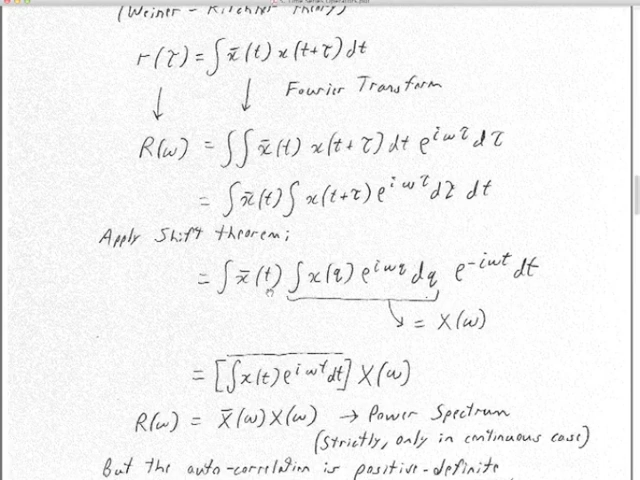 (Weiner - Kitchner Theory)
r(τ) = ∫ x̄(t) x(t+τ) dt
Fourier Transform
R(ω) = ∫∫ x̄(t) x(t+τ) dt e^{iωτ} dτ
= ∫ x̄(t) ∫ x(t+τ) e^{iωτ} dτ dt
Apply Shift theorem;
= ∫ x̄(t) ∫ x(q) e^{iωq} dq e^{-iωt} dt
= X(ω)
= [∫ x(t) e^{iωt} dt] X(ω)
R(ω) = X̄(ω) X(ω) → Power Spectrum
(strictly, only in continuous case)
But the auto-correlation is positive-definite,